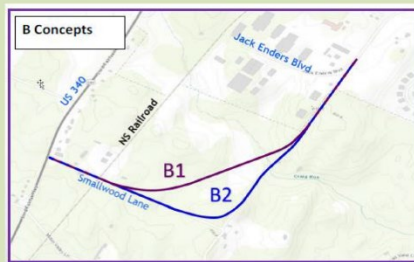 B Concepts
Jack Enders Blvd
US 340
NS Railroad
B1
B2
Smallwood Lane